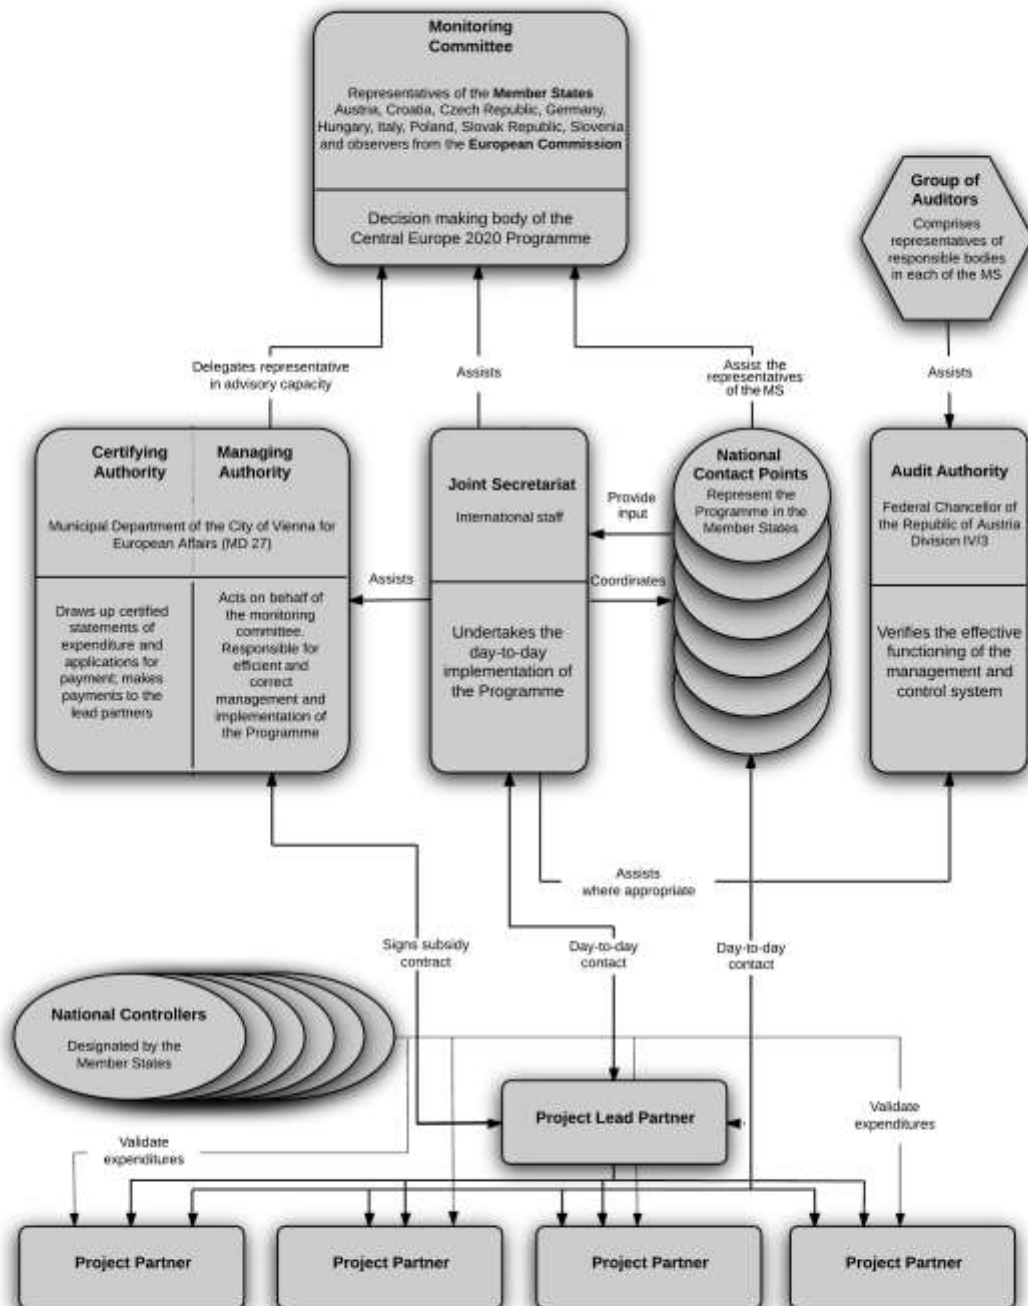 Monitoring
Committee
Representatives of the Member States
Austria, Croatia, Czech Republic, Germany,
Hungary, Italy, Poland, Slovak Republic, Slovenia
and observers from the European Commission
Decision making body of the
Central Europe 2020 Programme
Group of
Auditors
Comprises
representatives of
responsible bodies
in each of the MS
Delegates representative
in advisory capacity
Assists
Assist the
representatives
of the MS
Assists
Certifying
Authority
Managing
Authority
Municipal Department of the City of Vienna for
European Affairs (MD 27)
Draws up certified
statements of
expenditure and
applications for
payment; makes
payments to the
lead partners
Acts on behalf of
the monitoring
committee.
Responsible for
efficient and
correct
management and
implementation of
the Programme
Assists
Joint Secretariat
International staff
Undertakes the
day-to-day
implementation of
the Programme
Provide
input
Coordinates
National
Contact Points
Represent the
Programme in the
Member States
Audit Authority
Federal Chancellor of
the Republic of Austria
Division IV/3
Verifies the effective
functioning of the
management and
control system
Assists
where appropriate
Signs subsidy
contract
Day-to-day
contact
Day-to-day
contact
National Controllers
Designated by the
Member States
Project Lead Partner
Validate
expenditures
Validate
expenditures
Project Partner
Project Partner
Project Partner
Project Partner